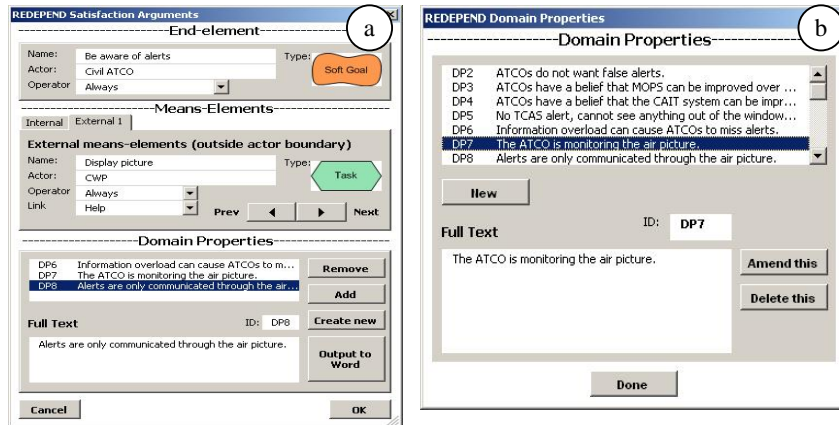 REDEPEND Satisfaction Arguments
a
End-element
Name: Be aware of alerts
Type:
Soft Goal
Actor: Civil ATCO
Operator Always
Means-Elements
Internal External 1
External means-elements (outside actor boundary)
Name: Display picture
Type:
Task
Actor: CWP
Operator Always
Link Help
Prev Next
Domain Properties
DP6 Information overload can cause ATCOs to m...
DP7 The ATCO is monitoring the air picture.
DP8 Alerts are only communicated through the air...
Remove
Add
Create new
Output to
Word
Full Text ID: DP8
Alerts are only communicated through the air picture.
Cancel OK
REDEPEND Domain Properties
b
Domain Properties
DP2 ATCOs do not want false alerts.
DP3 ATCOs have a belief that MOPS can be improved over ...
DP4 ATCOs have a belief that the CAIT system can be impr...
DP5 No TCAS alert, cannot see anything out of the window...
DP6 Information overload can cause ATCOs to miss alerts.
DP7 The ATCO is monitoring the air picture.
DP8 Alerts are only communicated through the air picture.
New
Full Text ID: DP7
The ATCO is monitoring the air picture.
Amend this
Delete this
Done